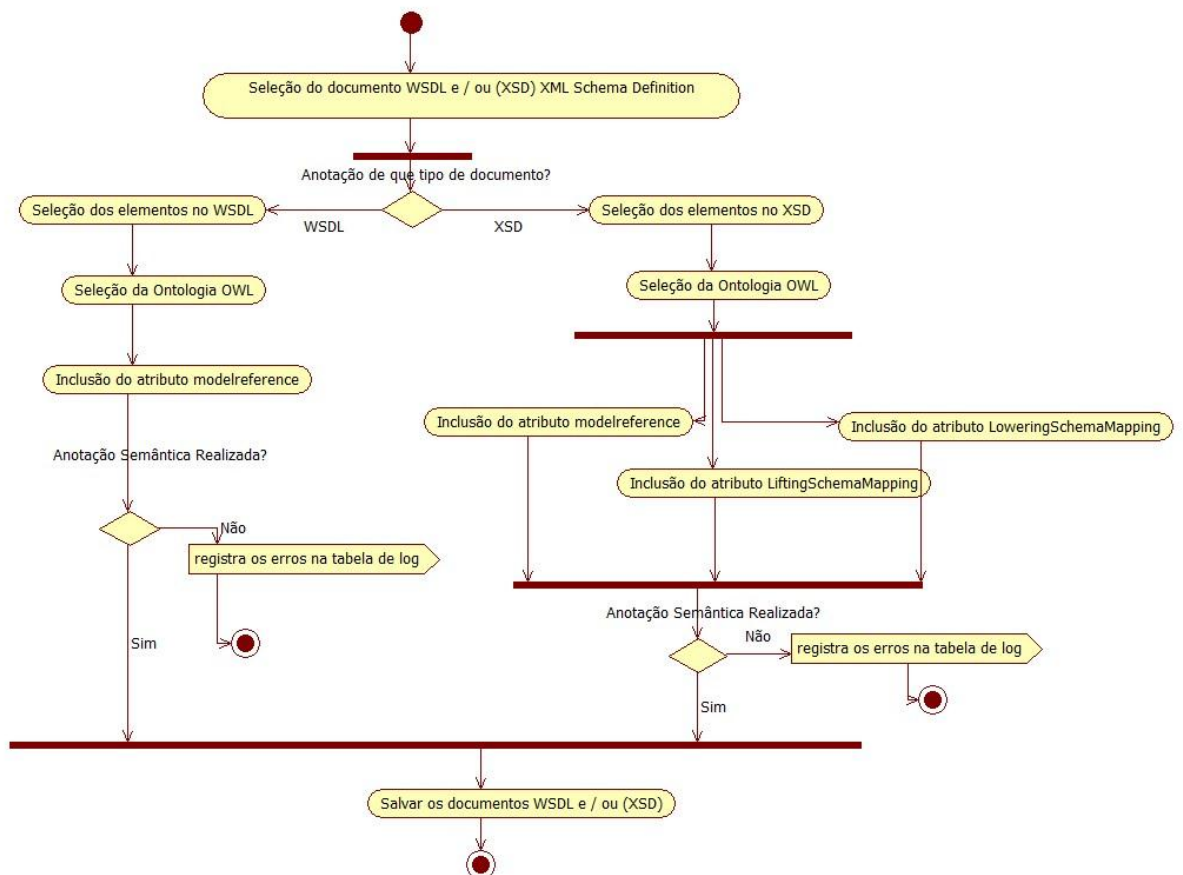 Seleção do documento WSDL e / ou (XSD) XML Schema Definition
Anotação de que tipo de documento?
Seleção dos elementos no WSDL
WSDL
XSD
Seleção dos elementos no XSD
Seleção da Ontologia OWL
Seleção da Ontologia OWL
Inclusão do atributo modelreference
Inclusão do atributo modelreference
Inclusão do atributo LoweringSchemaMapping
Anotação Semântica Realizada?
Inclusão do atributo LiftingSchemaMapping
Não
registra os erros na tabela de log
Anotação Semântica Realizada?
Sim
Não
registra os erros na tabela de log
Sim
Salvar os documentos WSDL e / ou (XSD)